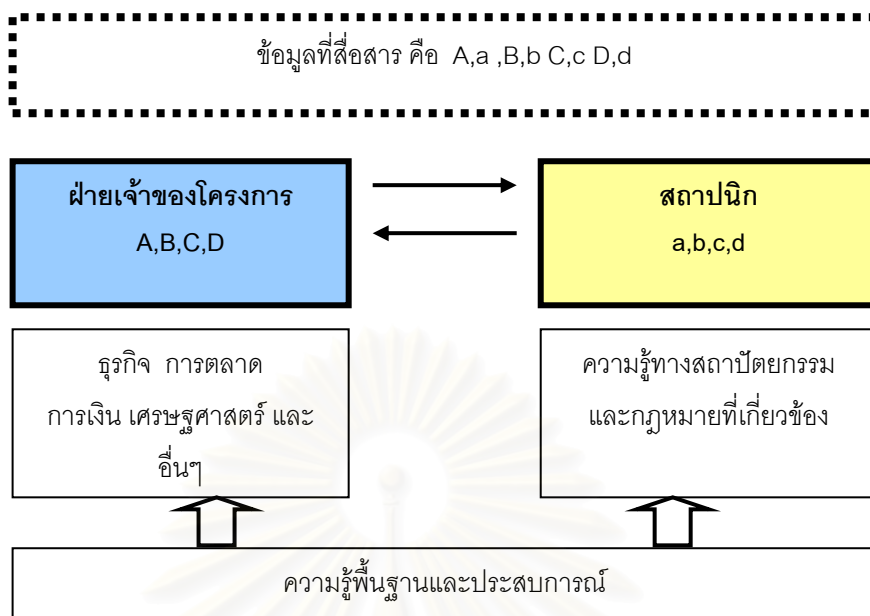 ข้อมูลที่สื่อสาร คือ A,a ,B,b C,c D,d
ฝ่ายเจ้าของโครงการ
A,B,C,D
สถาปนิก
a,b,c,d
ธุรกิจ การตลาด
การเงิน เศรษฐศาสตร์ และ
อื่นๆ
ความรู้ทางสถาปัตยกรรม
และกฎหมายที่เกี่ยวข้อง
ความรู้พื้นฐานและประสบการณ์